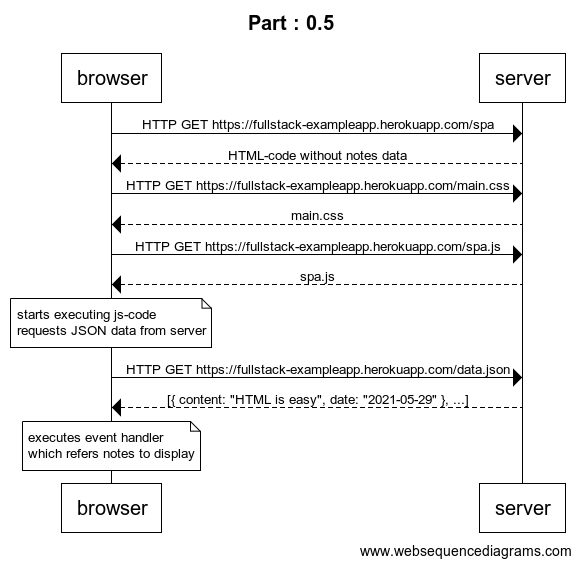 Part : 0.5
browser
server
HTTP GET https://fullstack-exampleapp.herokuapp.com/spa
HTML-code without notes data
HTTP GET https://fullstack-exampleapp.herokuapp.com/main.css
main.css
HTTP GET https://fullstack-exampleapp.herokuapp.com/spa.js
spa.js
starts executing js-code
requests JSON data from server
HTTP GET https://fullstack-exampleapp.herokuapp.com/data.json
[{ content: "HTML is easy", date: "2021-05-29" }, ...]
executes event handler
which refers notes to display
browser
server
www.websequencediagrams.com